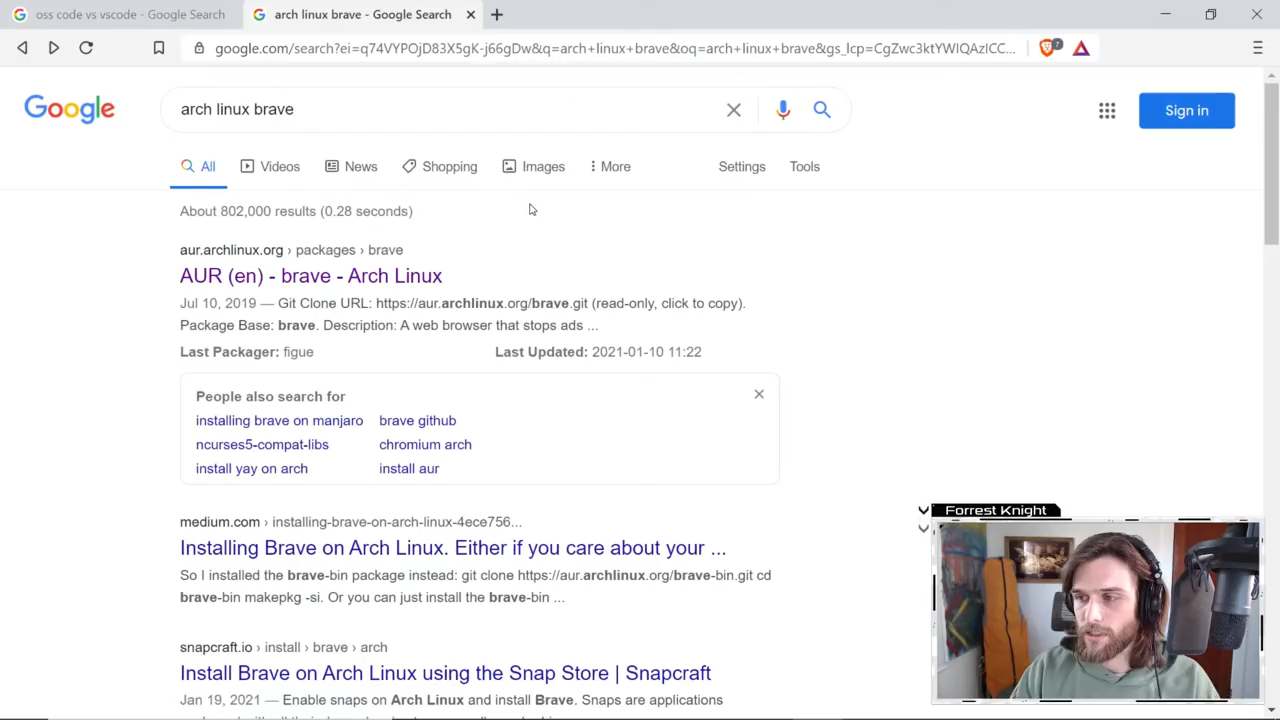 oss code vs vscode - Google Search
arch linux brave - Google Search
google.com/search?ei=q74VYPOjD83X5gK-j66gDw&q=arch+linux+brave&oq=arch+linux+brave&gs_lcp=CgZwc3ktYWIQAzICC...
7
Google
arch linux brave
Sign in
All
Videos
News
Shopping
Images
More
Settings
Tools
About 802,000 results (0.28 seconds)
aur.archlinux.org › packages › brave
AUR (en) - brave - Arch Linux
Jul 10, 2019 — Git Clone URL: https://aur.archlinux.org/brave.git (read-only, click to copy).
Package Base: brave. Description: A web browser that stops ads ...
Last Packager: figue
Last Updated: 2021-01-10 11:22
People also search for
installing brave on manjaro
brave github
ncurses5-compat-libs
chromium arch
install yay on arch
install aur
medium.com › installing-brave-on-arch-linux-4ece756...
Installing Brave on Arch Linux. Either if you care about your ...
So I installed the brave-bin package instead: git clone https://aur.archlinux.org/brave-bin.git cd
brave-bin makepkg -si. Or you can just install the brave-bin ...
snapcraft.io › install › brave › arch
Install Brave on Arch Linux using the Snap Store | Snapcraft
Jan 19, 2021 — Enable snaps on Arch Linux and install Brave. Snaps are applications
Forrest Knight